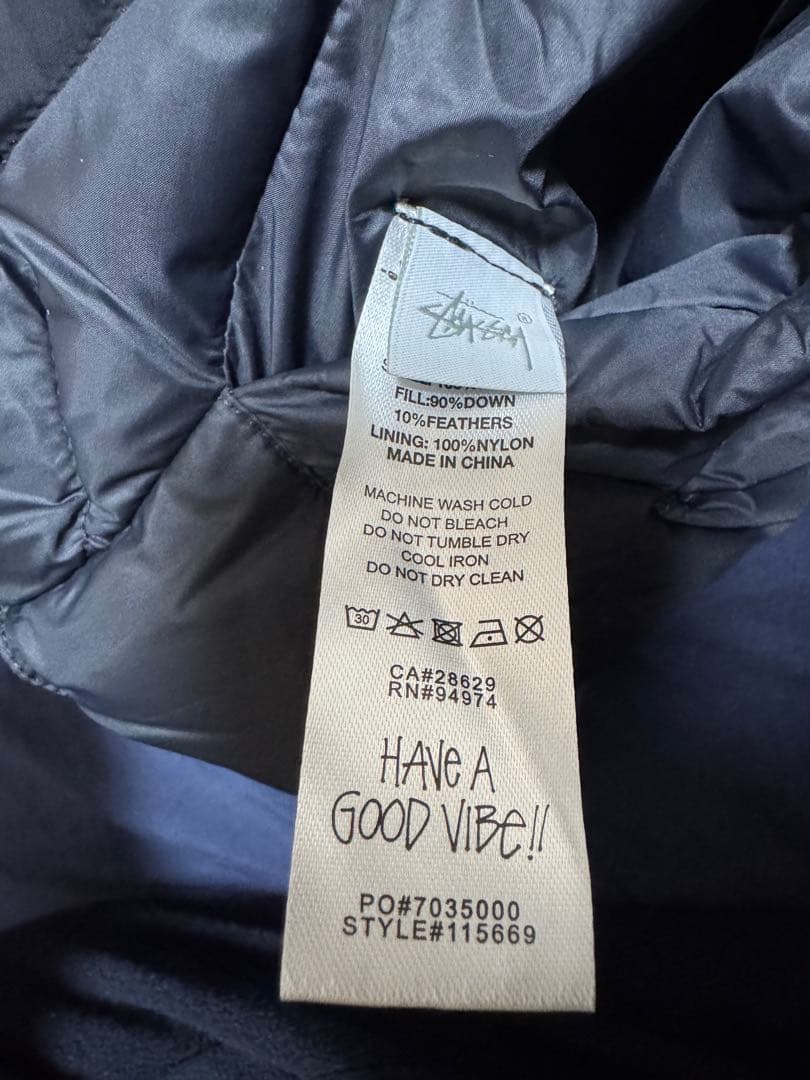 Stüssy ®
FILL:90%DOWN
10%FEATHERS
LINING: 100%NYLON
MADE IN CHINA
MACHINE WASH COLD
DO NOT BLEACH
DO NOT TUMBLE DRY
COOL IRON
DO NOT DRY CLEAN
30
CA#28629
RN#94974
HAVE A
GOOD VIBE!!
PO#7035000
STYLE#115669